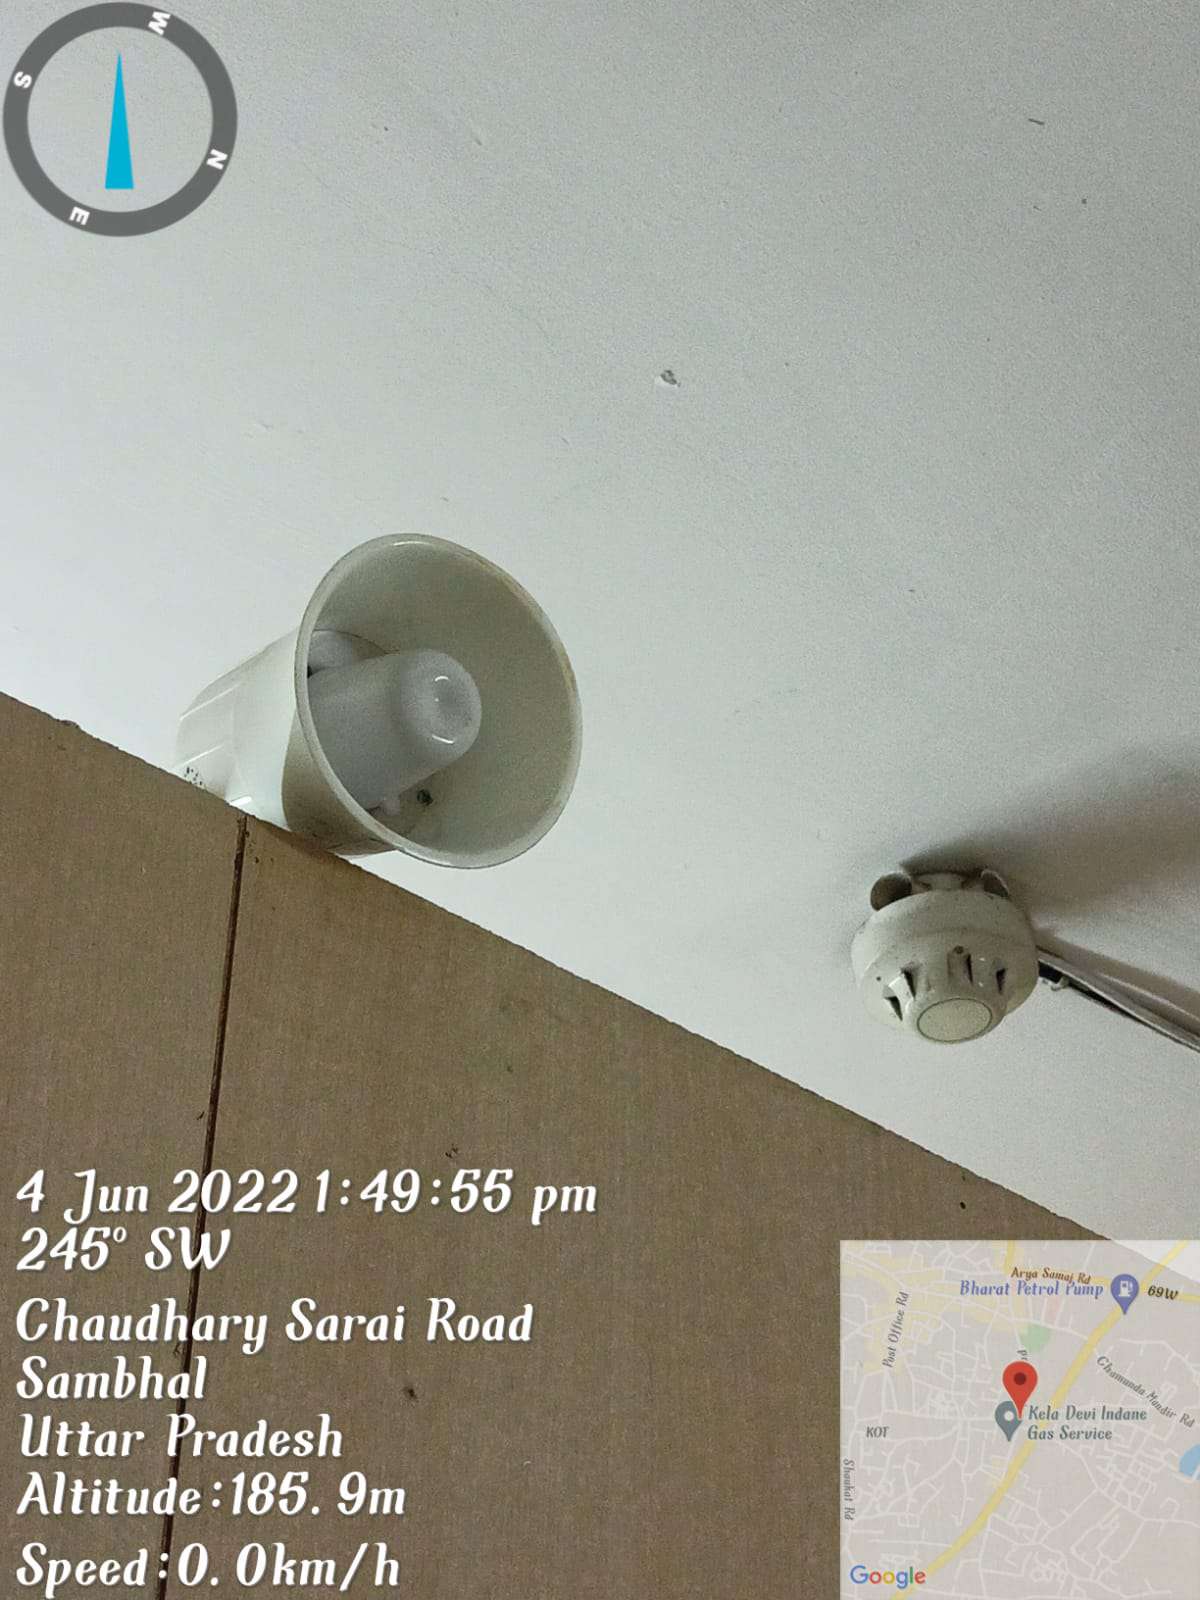 W
S
N
E
4 Jun 2022 1:49:55 pm
245° SW
Chaudhary Sarai Road
Sambhal
Uttar Pradesh
Altitude:185.9m
Speed:0.0km/h
Arya Samaj Rd
Bharat Petrol Pump
69W
Post Office Rd
Chamunda Mandir Rd
Kela Devi Indane
Gas Service
KOT
Shaukat Rd
Google